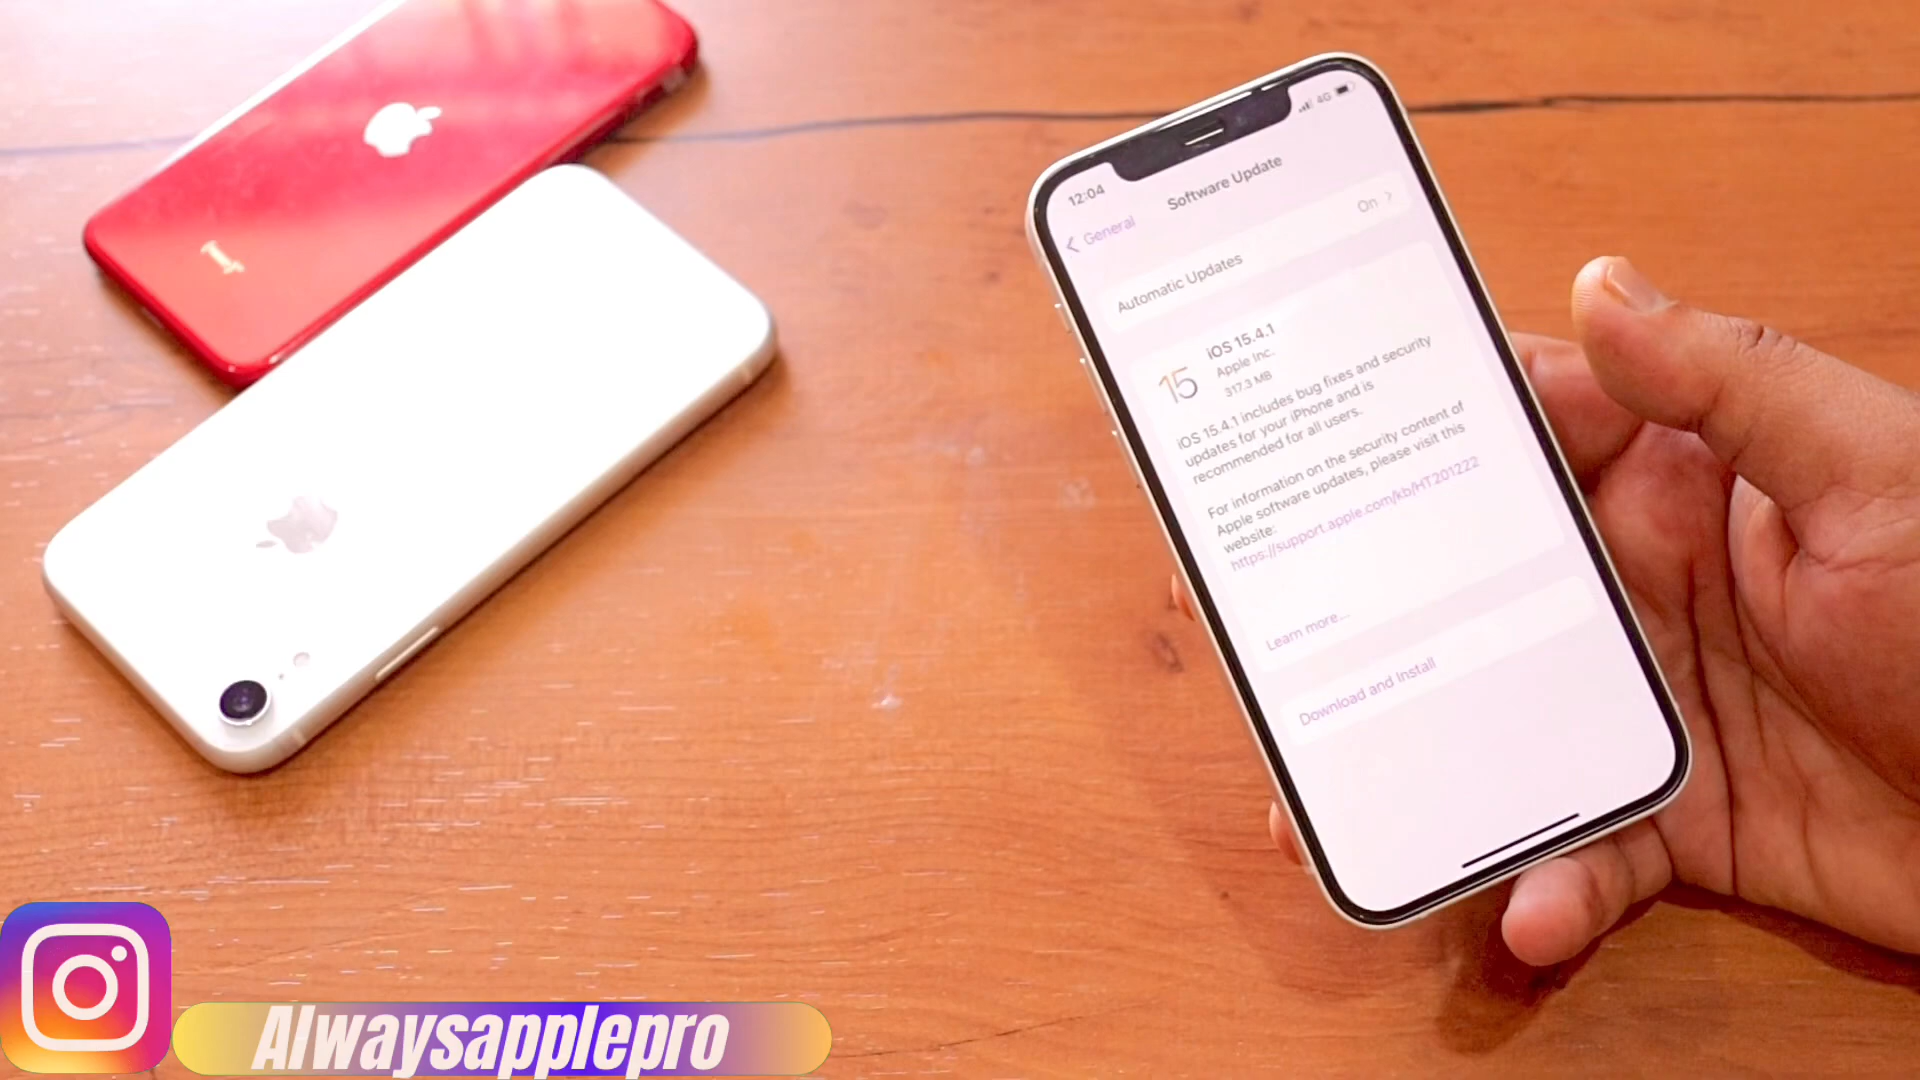 12:04
4G
General
Software Update
Automatic Updates
On
15
iOS 15.4.1
Apple Inc.
317.3 MB
iOS 15.4.1 includes bug fixes and security
updates for your iPhone and is
recommended for all users.
For information on the security content of
Apple software updates, please visit this
website:
https://support.apple.com/kb/HT201222
Learn more...
Download and Install
Alwaysapplepro